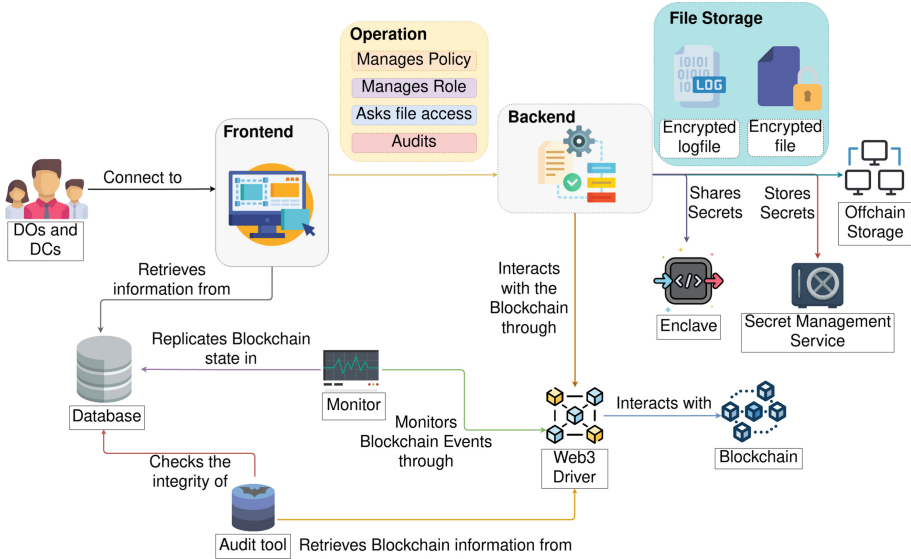 Operation
Manages Policy
Manages Role
Asks file access
Audits
File Storage
0101
0101
10
LOG
Encrypted
logfile
Encrypted
file
Frontend
Backend
Connect to
DOs and
DCs
Shares
Secrets
Stores
Secrets
Offchain
Storage
Retrieves
information from
Interacts
with the
Blockchain
through
</>
Enclave
Secret Management
Service
Replicates Blockchain
state in
Database
Monitor
Monitors
Blockchain Events
through
Interacts with
Web3
Driver
Blockchain
Checks the
integrity of
Audit tool
Retrieves Blockchain information from